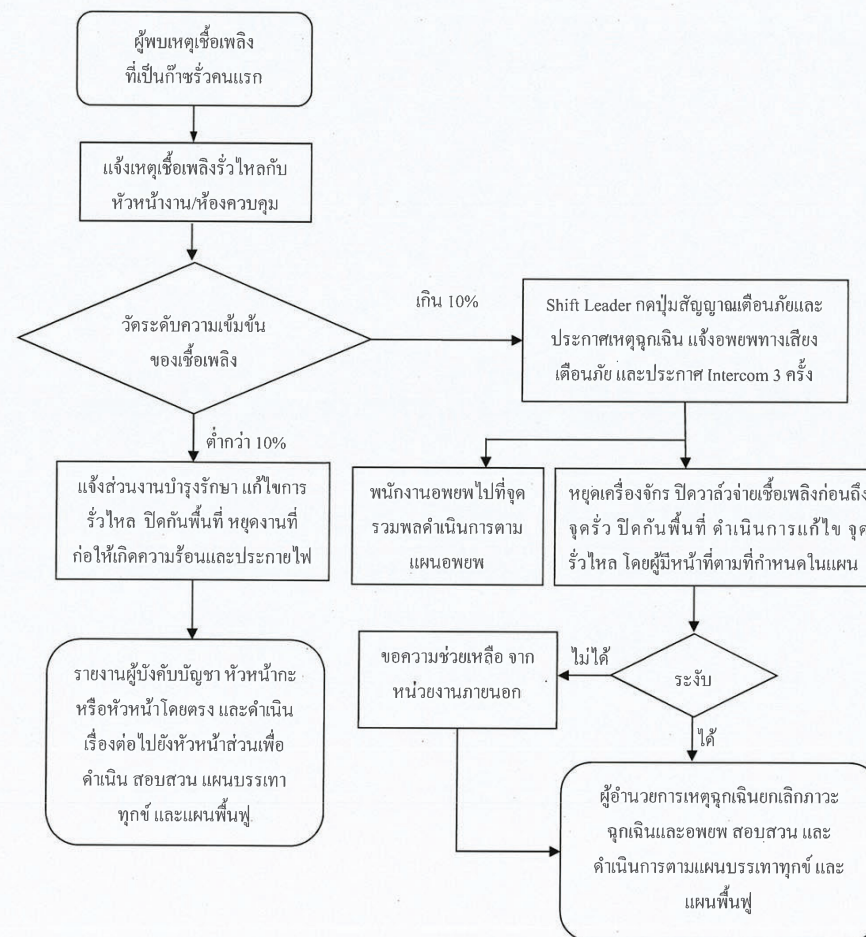 ผู้พบเหตุเชื้อเพลิง
ที่เป็นก๊าซรั่วคนแรก
แจ้งเหตุเชื้อเพลิงรั่วไหลกับ
หัวหน้างาน/ห้องควบคุม
วัดระดับความเข้มข้น
ของเชื้อเพลิง
เกิน 10%
Shift Leader กดปุ่มสัญญาณเตือนภัยและ
ประกาศเหตุฉุกเฉิน แจ้งอพยพทางเสียง
เตือนภัย และประกาศ Intercom 3 ครั้ง
ต่ำกว่า 10%
แจ้งส่วนงานบำรุงรักษา แก้ไขการ
รั่วไหล ปิดกั้นพื้นที่ หยุดงานที่
ก่อให้เกิดความร้อนและประกายไฟ
พนักงานอพยพไปที่จุด
รวมพลดำเนินการตาม
แผนอพยพ
หยุดเครื่องจักร ปิดวาล์วจ่ายเชื้อเพลิงก่อนถึง
จุดรั่ว ปิดกั้นพื้นที่ ดำเนินการแก้ไข จุด
รั่วไหล โดยผู้มีหน้าที่ตามที่กำหนดในแผน
รายงานผู้บังคับบัญชา หัวหน้ากะ
หรือหัวหน้าโดยตรง และดำเนิน
เรื่องต่อไปยังหัวหน้าส่วนเพื่อ
ดำเนิน สอบสวน แผนบรรเทา
ทุกข์ และแผนพื้นฟู
ขอความช่วยเหลือ จาก
หน่วยงานภายนอก
ไม่ได้
ระงับ
ได้
ผู้อำนวยการเหตุฉุกเฉินยกเลิกภาวะ
ฉุกเฉินและอพยพ สอบสวน และ
ดำเนินการตามแผนบรรเทาทุกข์ และ
แผนพื้นฟู